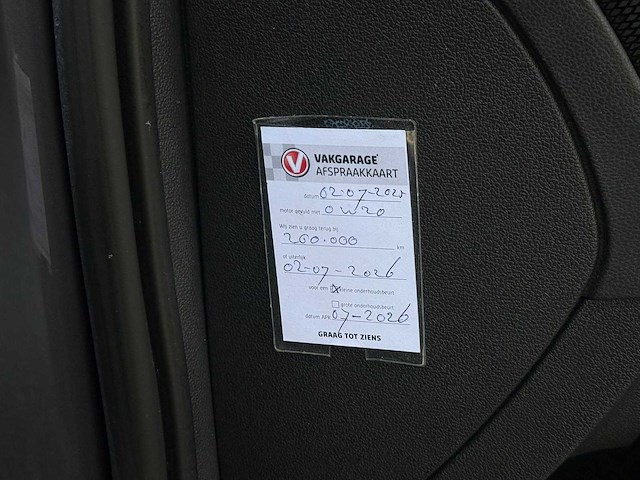 VAKGARAGE
AFSPRAAKKAART
datum 02-07-2025
motor gevuld met 0W20
Wij zien u graag terug bij
260.000 km
of uiterlijk
02-07-2026
voor een kleine onderhoudsbeurt
grote onderhoudsbeurt
datum APK 07-2026
GRAAG TOT ZIENS